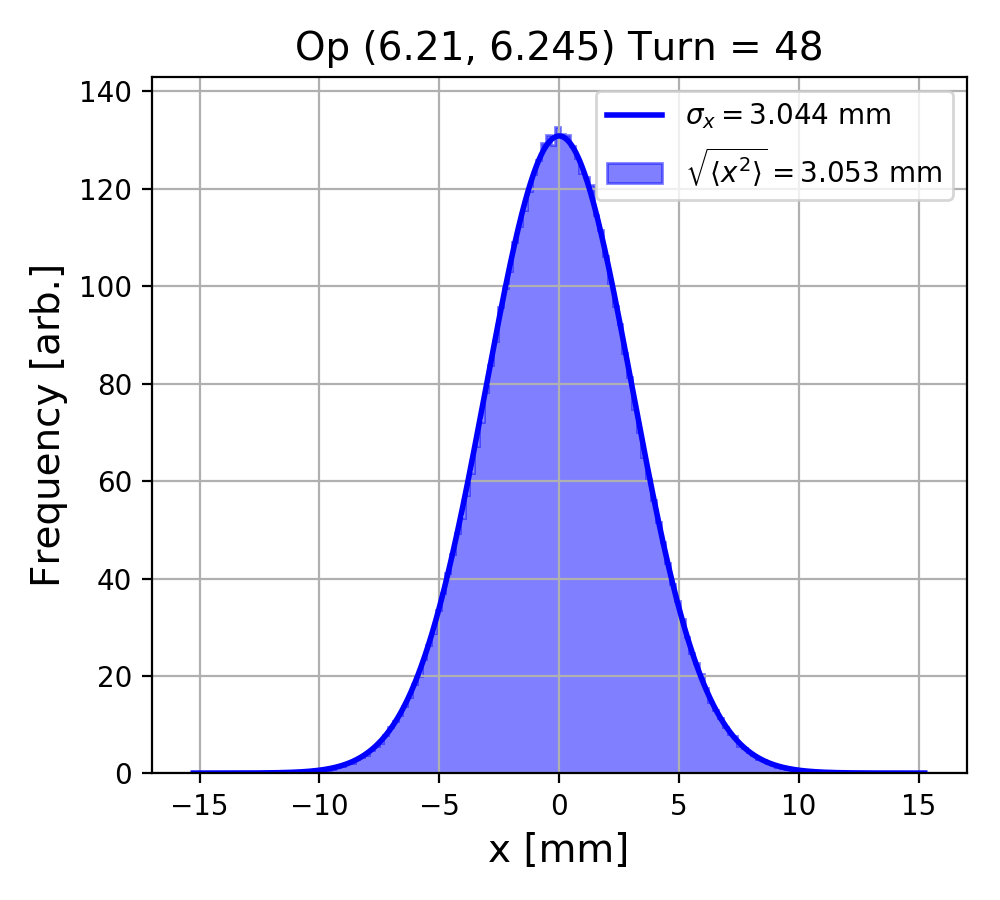 Op (6.21, 6.245) Turn = 48
140
120
100
80
60
40
20
0
Frequency [arb.]
σₓ = 3.044 mm
√⟨x²⟩ = 3.053 mm
−15 −10 −5 0 5 10 15
x [mm]